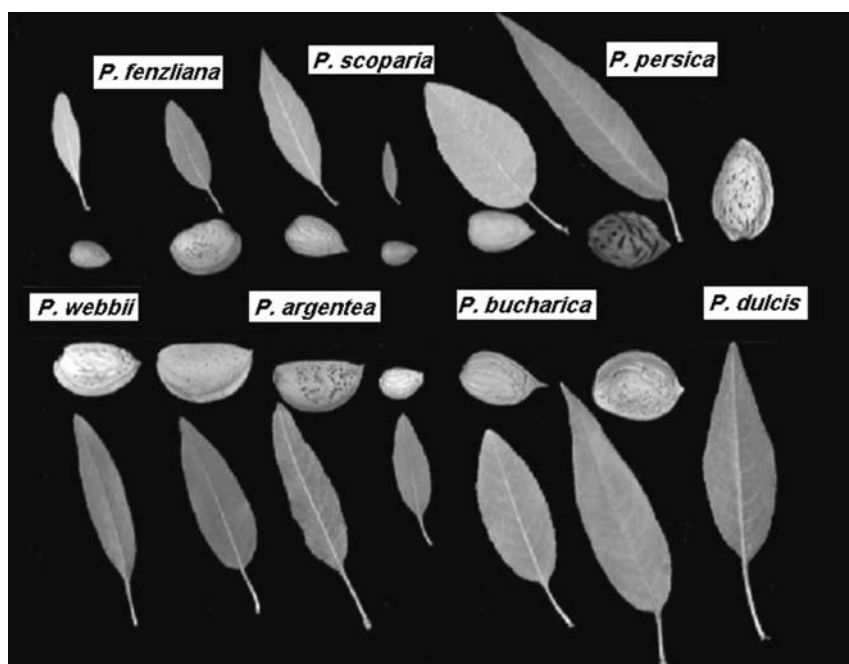 P. fenzliana
P. scoparia
P. persica
P. webbii
P. argentea
P. bucharica
P. dulcis